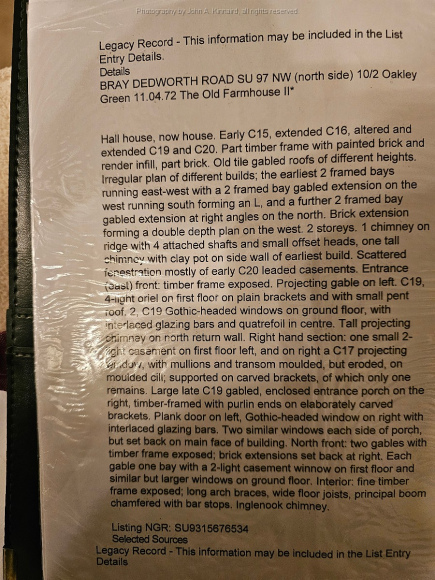 Photography by John A. Kinnaird, all rights reserved
Legacy Record - This information may be included in the List
Entry Details.
Details
BRAY DEDWORTH ROAD SU 97 NW (north side) 10/2 Oakley
Green 11.04.72 The Old Farmhouse II*
Hall house, now house. Early C15, extended C16, altered and
extended C19 and C20. Part timber frame with painted brick and
render infill, part brick. Old tile gabled roofs of different heights.
Irregular plan of different builds; the earliest 2 framed bays
running east-west with a 2 framed bay gabled extension on the
west running south forming an L, and a further 2 framed bay
gabled extension at right angles on the north. Brick extension
forming a double depth plan on the west. 2 storeys. 1 chimney on
ridge with 4 attached shafts and small offset heads, one tall
chimney with clay pot on side wall of earliest build. Scattered
fenestration mostly of early C20 leaded casements. Entrance
(east) front: timber frame exposed. Projecting gable on left. C19,
4-light oriel on first floor on plain brackets and with small pent
roof, 2, C19 Gothic-headed windows on ground floor, with
interlaced glazing bars and quatrefoil in centre. Tall projecting
chimney on north return wall. Right hand section: one small 2-
light casement on first floor left, and on right a C17 projecting
window, with mullions and transom moulded, but eroded, on
moulded cill; supported on carved brackets, of which only one
remains. Large late C19 gabled, enclosed entrance porch on the
right, timber-framed with purlin ends on elaborately carved
brackets. Plank door on left, Gothic-headed window on right with
interlaced glazing bars. Two similar windows each side of porch,
but set back on main face of building. North front: two gables with
timber frame exposed; brick extensions set back at right. Each
gable one bay with a 2-light casement winnow on first floor and
similar but larger windows on ground floor. Interior: fine timber
frame exposed; long arch braces, wide floor joists, principal boom
chamfered with bar stops. Inglenook chimney.
Listing NGR: SU9315676534
Selected Sources
Legacy Record - This information may be included in the List Entry
Details